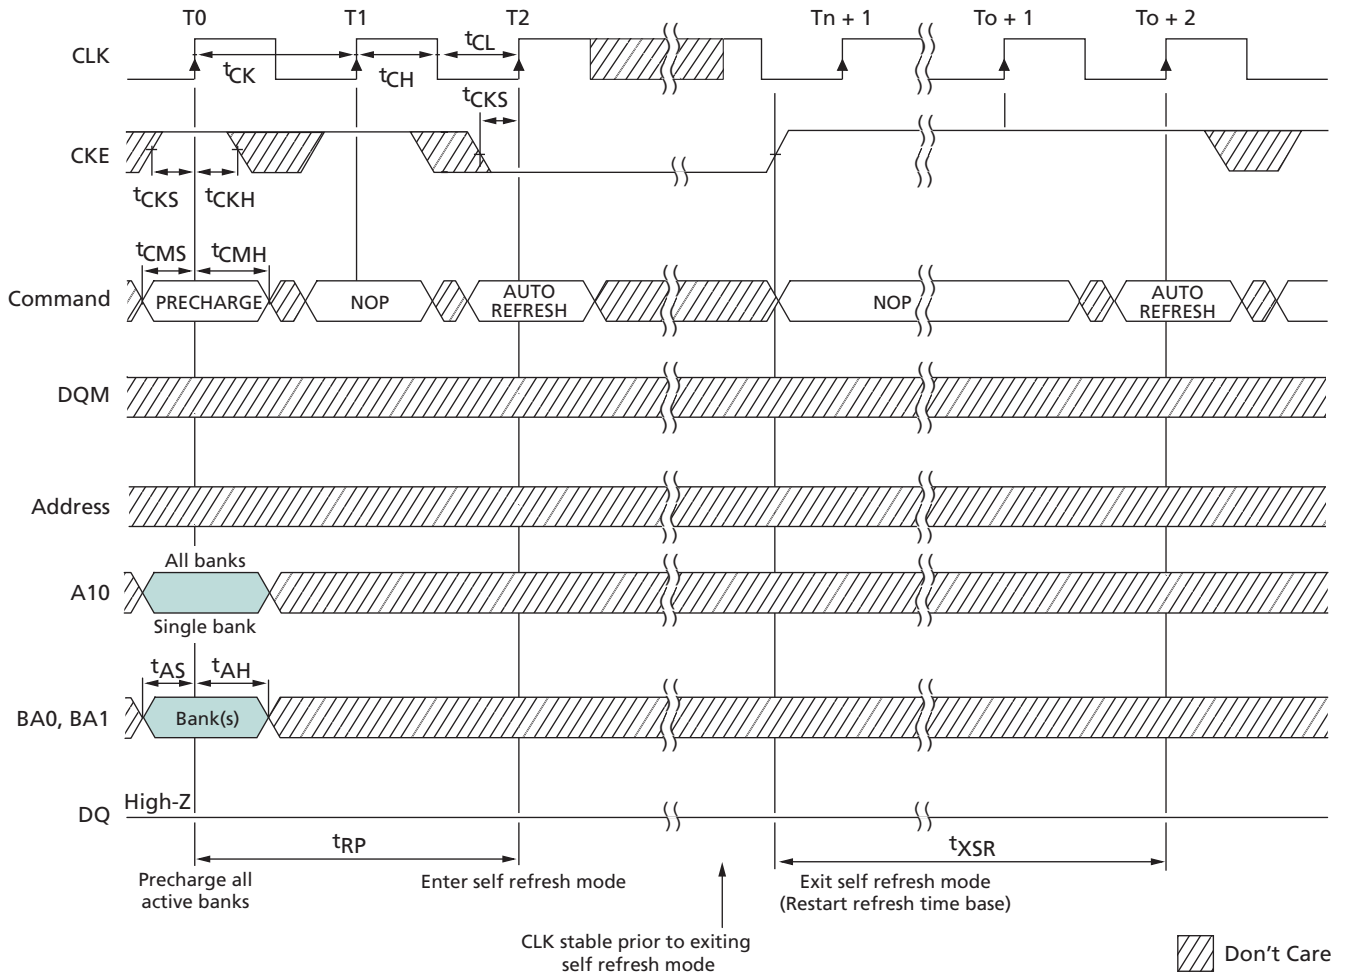 T0 T1 T2 Tn + 1 To + 1 To + 2
CLK
tCK tCH tCL
tCKS
CKE
tCKS tCKH
tCMS tCMH
Command PRECHARGE NOP AUTO REFRESH NOP AUTO REFRESH
DQM
Address
All banks
A10
Single bank
tAS tAH
BA0, BA1 Bank(s)
High-Z
DQ
tRP tXSR
Precharge all
active banks
Enter self refresh mode
Exit self refresh mode
(Restart refresh time base)
CLK stable prior to exiting
self refresh mode
Don't Care